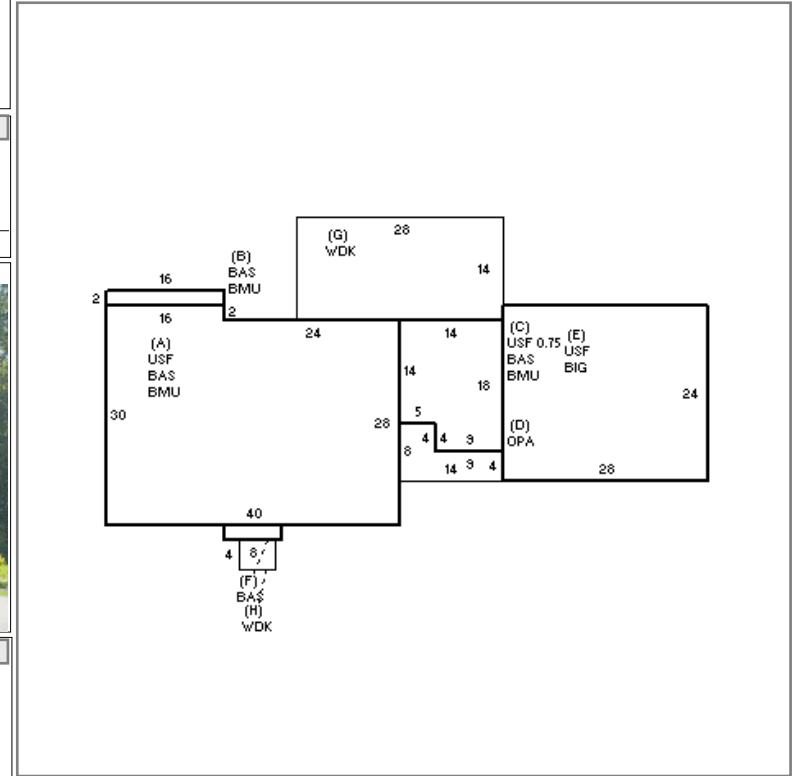 28
(G)
WDK
14
(B)
BAS
BMU
16
2
16
2
24
14
(C)
USF 0.75
BAS
BMU
(E)
USF
BIG
(A)
USF
BAS
BMU
14
18
24
30
28
5
4
4
9
(D)
OPA
8
14
9
4
28
40
4
8
(F)
BAS
(H)
WDK